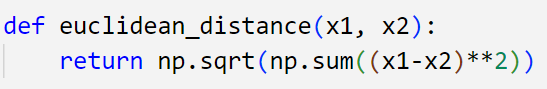 def euclidean_distance(x1, x2):
    return np.sqrt(np.sum((x1-x2)**2))